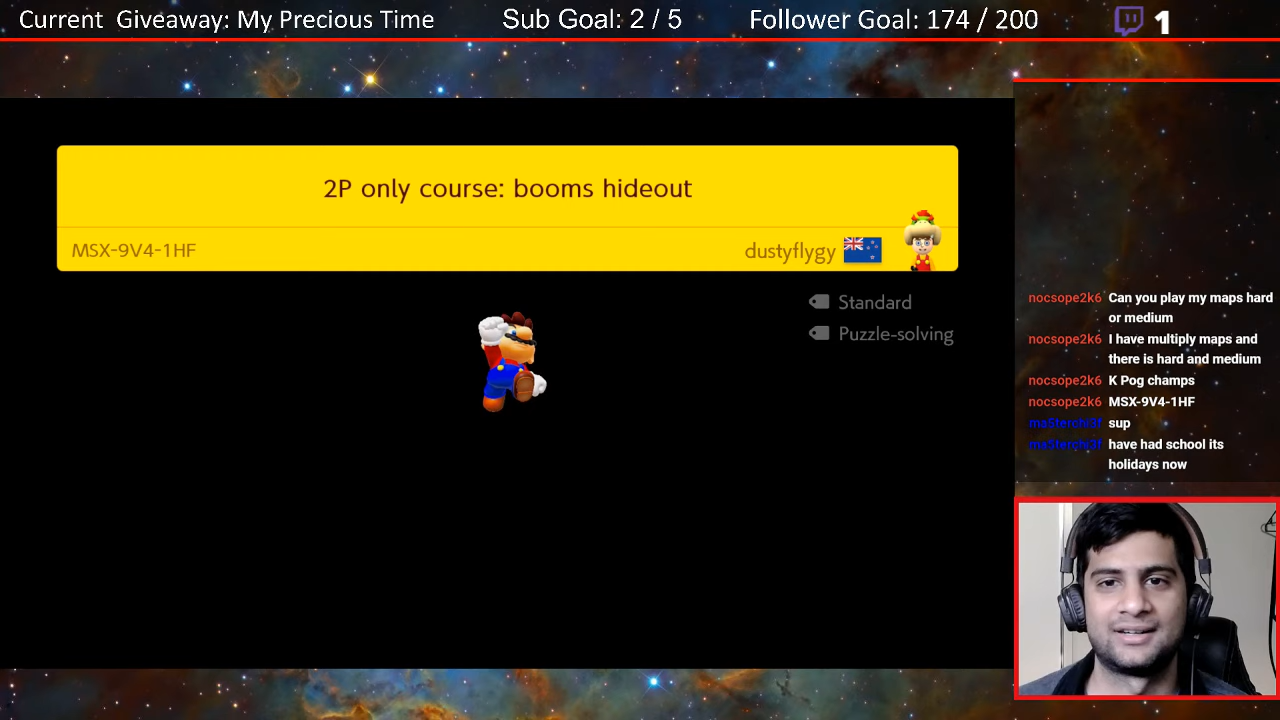 Current  Giveaway: My Precious Time
Sub Goal: 2 / 5
Follower Goal: 174 / 200
1
2P only course: booms hideout
MSX-9V4-1HF
dustyflygy
Standard
Puzzle-solving
nocsope2k6 Can you play my maps hard
or medium
nocsope2k6 I have multiply maps and
there is hard and medium
nocsope2k6 K Pog champs
nocsope2k6 MSX-9V4-1HF
ma5terchi3f sup
ma5terchi3f have had school its
holidays now